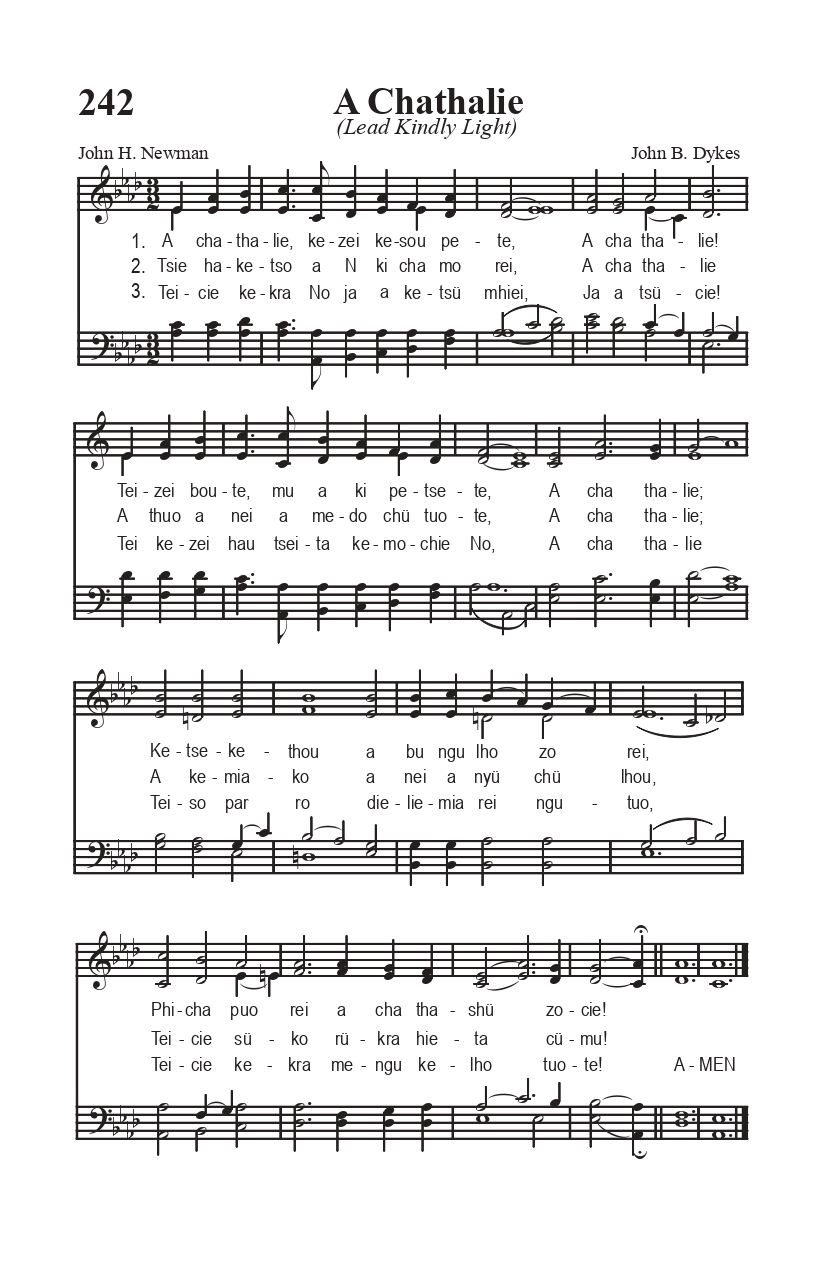 242 A Chathalie
(Lead Kindly Light)
John H. Newman John B. Dykes
1. A cha - tha - lie, ke - zei ke - sou pe - te, A cha tha - lie!
2. Tsie ha - ke - tso a N ki cha mo rei, A cha tha - lie
3. Tei - cie ke - kra No ja a ke - tsü mhiei, Ja a tsü - cie!
Tei - zei bou - te, mu a ki pe - tse - te, A cha tha - lie;
A thuo a nei a me - do chü tuo - te, A cha tha - lie;
Tei ke - zei hau tsei - ta ke - mo - chie No, A cha tha - lie
Ke - tse - ke - thou a bu ngu lho zo rei,
A ke - mia - ko a nei a nyü chü lhou,
Tei - so par - ro die - lie - mia rei ngu - tuo,
Phi - cha puo rei a cha tha - shü zo - cie!
Tei - cie sü - ko rü - kra hie - ta cü - mu!
Tei - cie ke - kra me - ngu ke - lho tuo - te! A - MEN